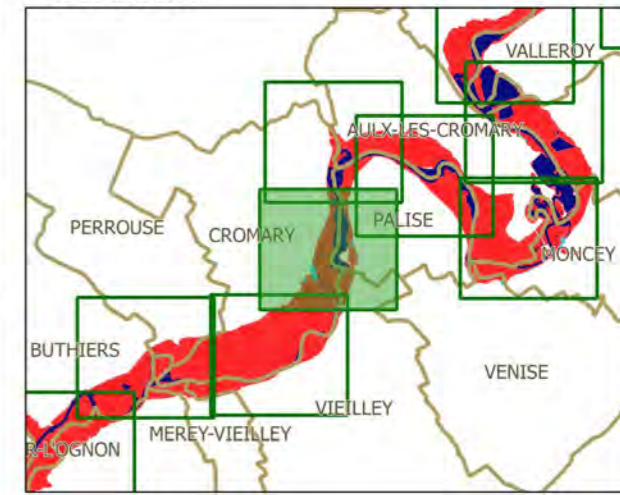 VALLEROY
AULX-LES-CROMARY
PERROUSE
CROMARY
PALISE
MONCEY
BUTHIERS
VENISE
VIEILLEY
MEREY-VIEILLEY
R-L'OGNON